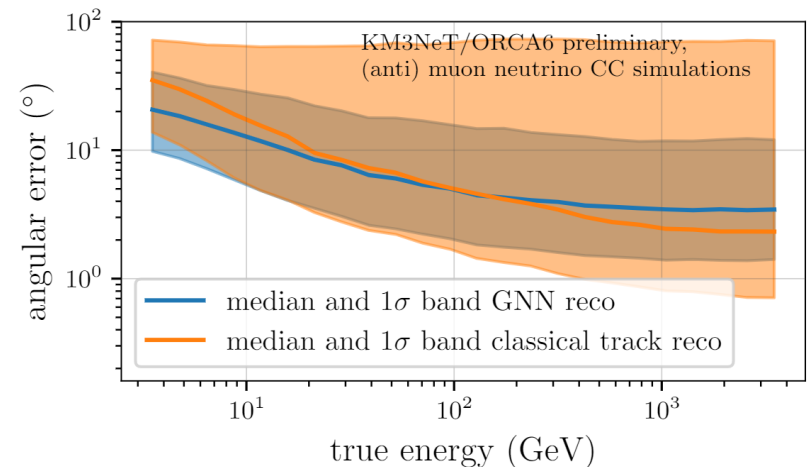 KM3NeT/ORCA6 preliminary,
(anti) muon neutrino CC simulations
angular error (°)
10²
10¹
10⁰
median and 1σ band GNN reco
median and 1σ band classical track reco
10¹
10²
10³
true energy (GeV)